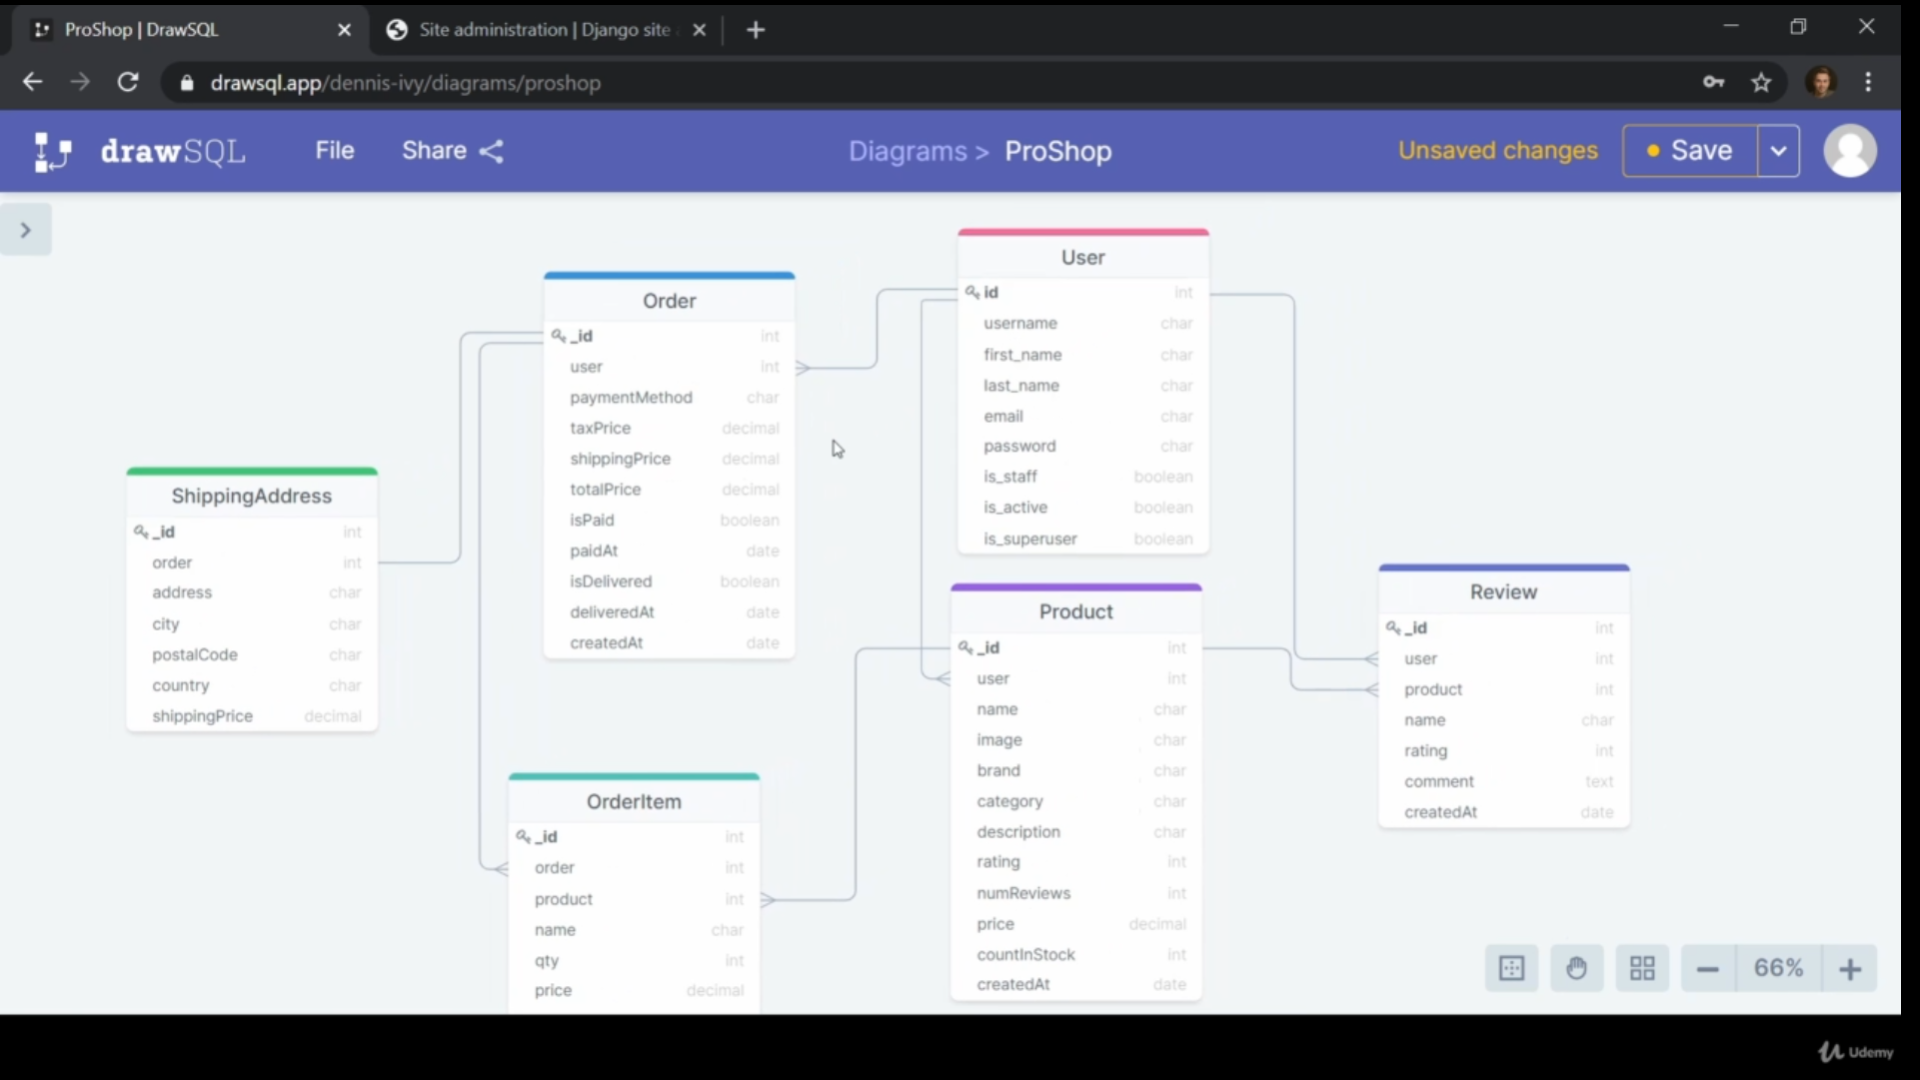 ProShop | DrawSQL
Site administration | Django site
drawsql.app/dennis-ivy/diagrams/proshop
drawSQL
File
Share
Diagrams > ProShop
Unsaved changes
Save
User
id int
username char
first_name char
last_name char
email char
password char
is_staff boolean
is_active boolean
is_superuser boolean
Order
_id int
user int
paymentMethod char
taxPrice decimal
shippingPrice decimal
totalPrice decimal
isPaid boolean
paidAt date
isDelivered boolean
deliveredAt date
createdAt date
ShippingAddress
_id int
order int
address char
city char
postalCode char
country char
shippingPrice decimal
Product
_id int
user int
name char
image char
brand char
category char
description char
rating int
numReviews int
price decimal
countInStock int
createdAt date
Review
_id int
user int
product int
name char
rating int
comment text
createdAt date
OrderItem
_id int
order int
product int
name char
qty int
price decimal
66%
Udemy